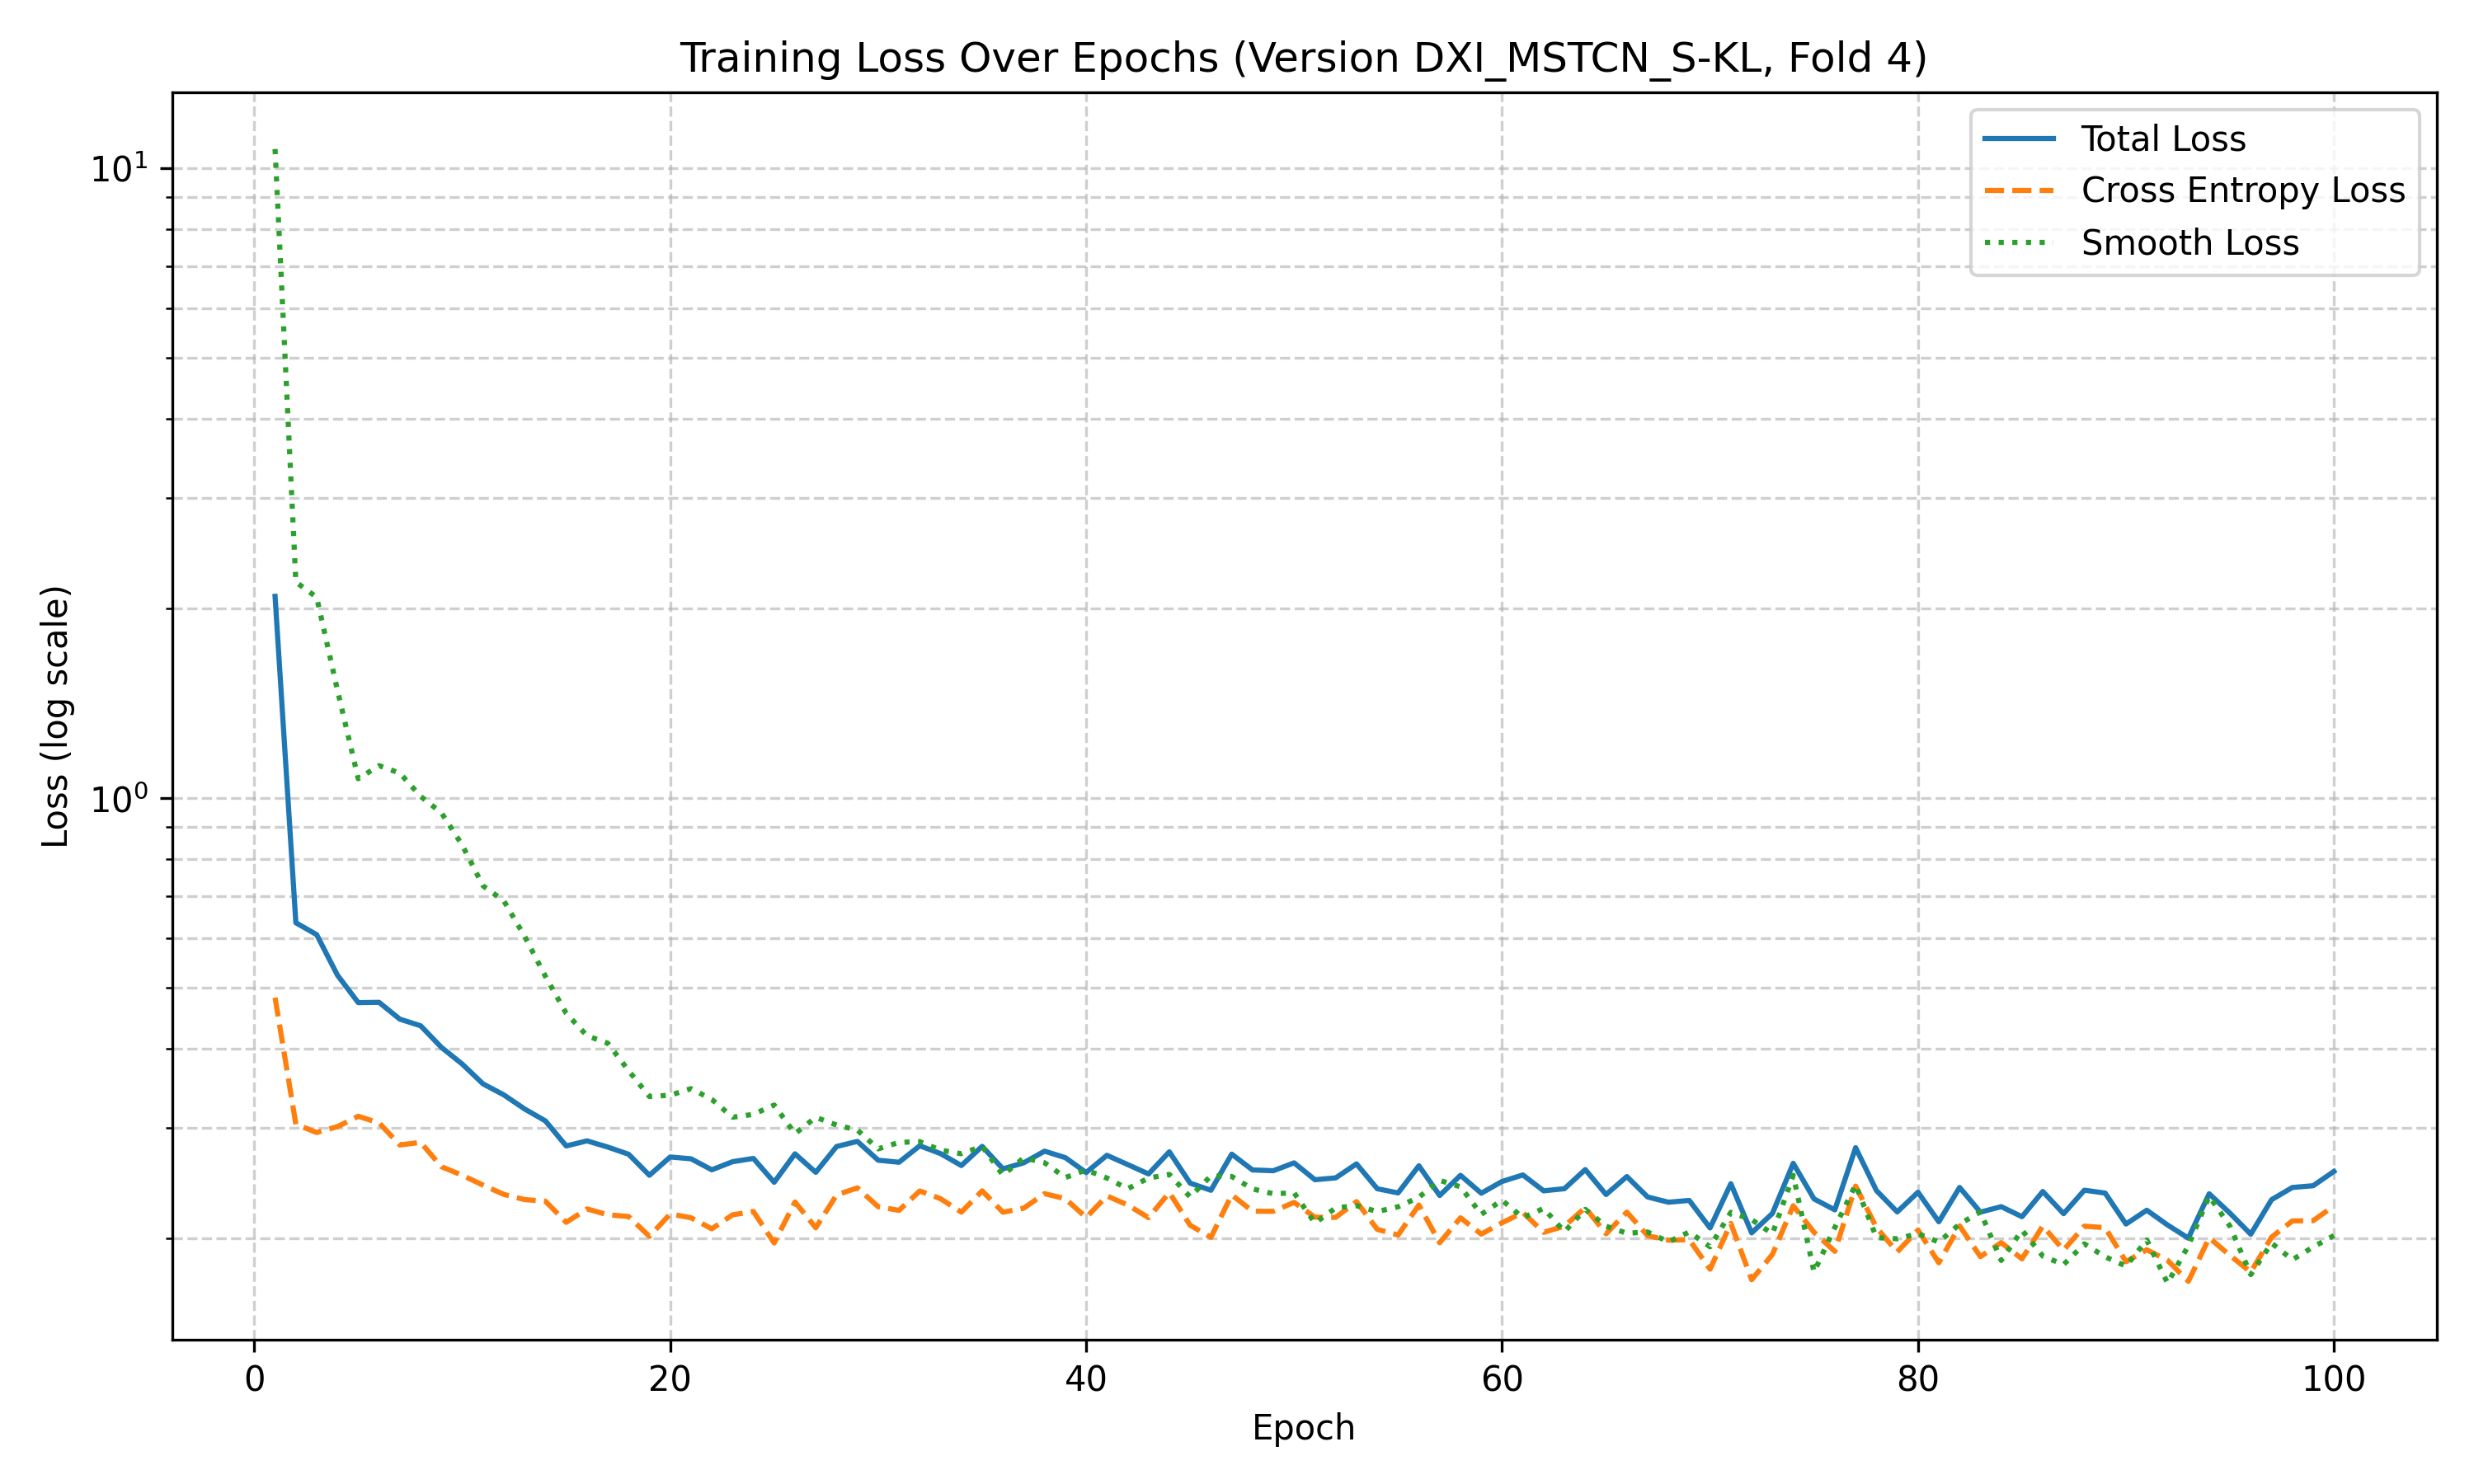 Training Loss Over Epochs (Version DXI_MSTCN_S-KL, Fold 4)
Total Loss
Cross Entropy Loss
Smooth Loss
Loss (log scale)
10¹
10⁰
0 20 40 60 80 100
Epoch